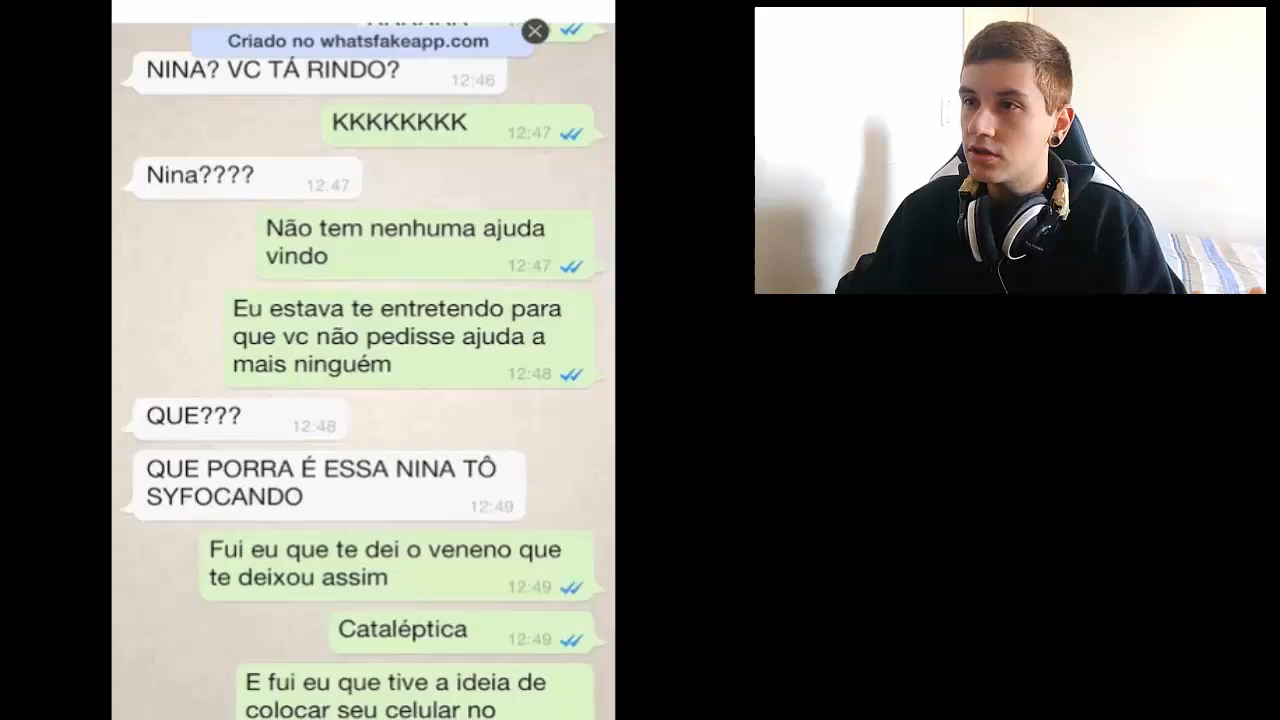 Criado no whatsfakeapp.com
NINA? VC TÁ RINDO?
12:46
KKKKKKKK
12:47
Nina????
12:47
Não tem nenhuma ajuda
vindo
12:47
Eu estava te entretendo para
que vc não pedisse ajuda a
mais ninguém
12:48
QUE???
12:48
QUE PORRA É ESSA NINA TÔ
SYFOCANDO
12:49
Fui eu que te dei o veneno que
te deixou assim
12:49
Cataléptica
12:49
E fui eu que tive a ideia de
colocar seu celular no